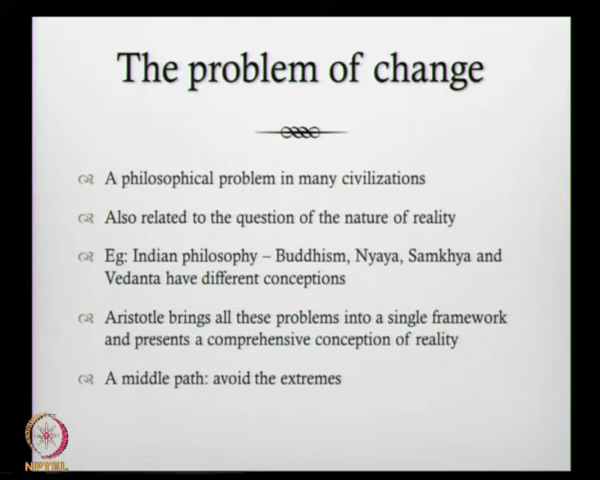 The problem of change
A philosophical problem in many civilizations
Also related to the question of the nature of reality
Eg: Indian philosophy – Buddhism, Nyaya, Samkhya and
Vedanta have different conceptions
Aristotle brings all these problems into a single framework
and presents a comprehensive conception of reality
A middle path: avoid the extremes
NPTEL